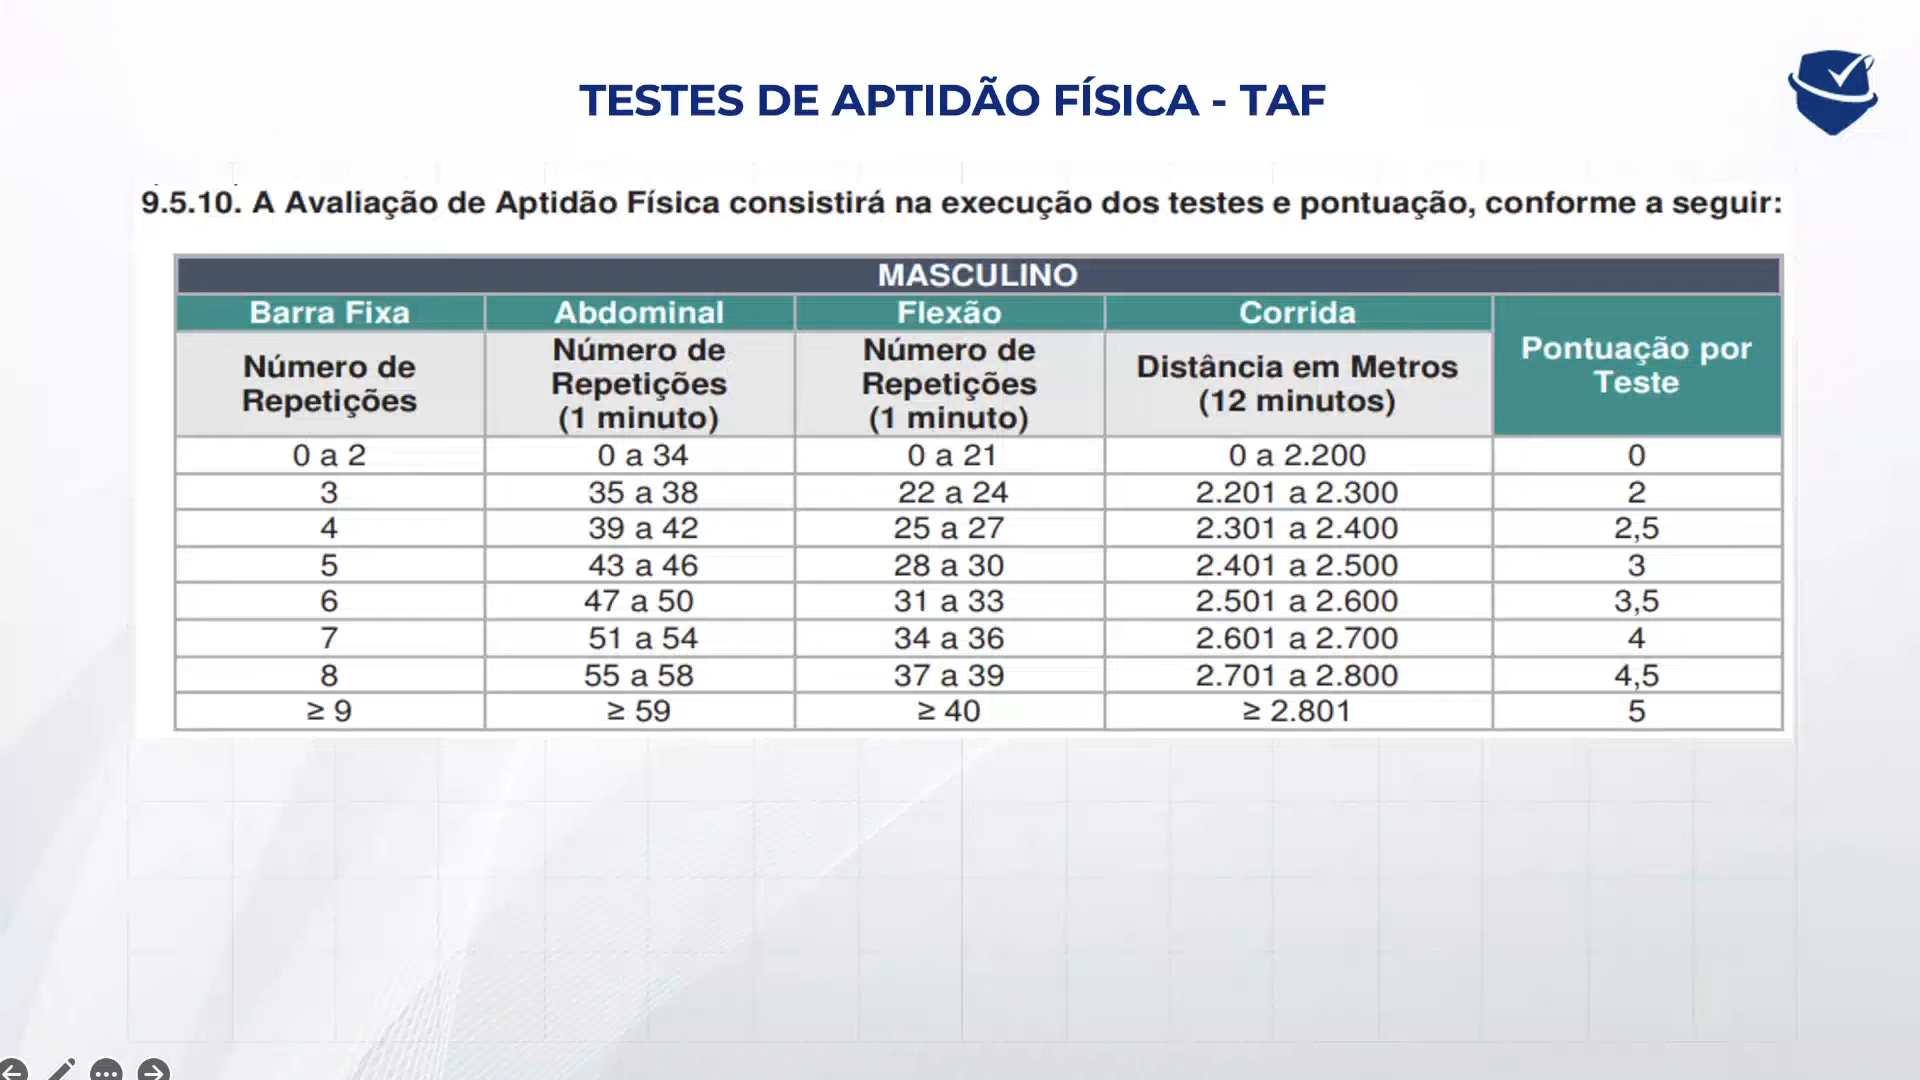 TESTES DE APTIDÃO FÍSICA - TAF
9.5.10. A Avaliação de Aptidão Física consistirá na execução dos testes e pontuação, conforme a seguir:
MASCULINO
Barra Fixa Abdominal Flexão Corrida Pontuação por Teste
Número de Repetições Número de Repetições (1 minuto) Número de Repetições (1 minuto) Distância em Metros (12 minutos)
0 a 2 0 a 34 0 a 21 0 a 2.200 0
3 35 a 38 22 a 24 2.201 a 2.300 2
4 39 a 42 25 a 27 2.301 a 2.400 2,5
5 43 a 46 28 a 30 2.401 a 2.500 3
6 47 a 50 31 a 33 2.501 a 2.600 3,5
7 51 a 54 34 a 36 2.601 a 2.700 4
8 55 a 58 37 a 39 2.701 a 2.800 4,5
≥ 9 ≥ 59 ≥ 40 ≥ 2.801 5